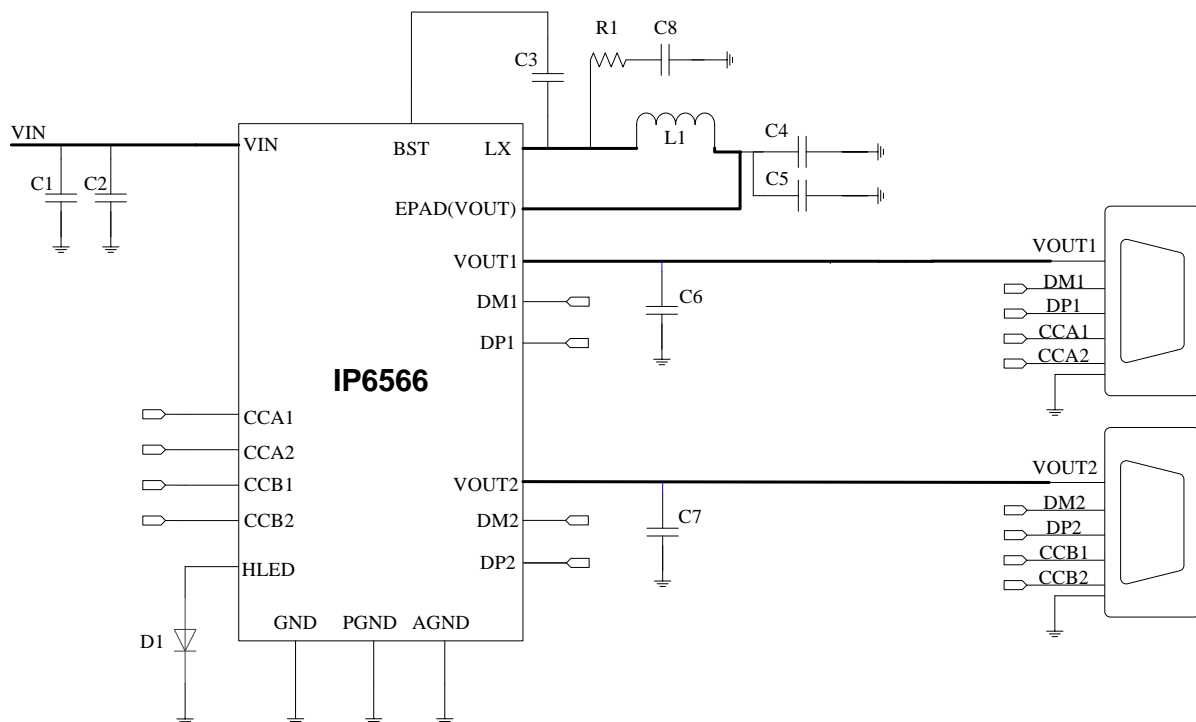 R1
C8
C3
VIN
VIN
BST
LX
L1
C4
C1
C2
C5
EPAD(VOUT)
VOUT1
VOUT1
DM1
DM1
C6
DP1
DP1
CCA1
CCA2
IP6566
CCA1
CCA2
CCB1
CCB2
VOUT2
VOUT2
DM2
DM2
C7
DP2
DP2
CCB1
CCB2
HLED
D1
GND
PGND
AGND